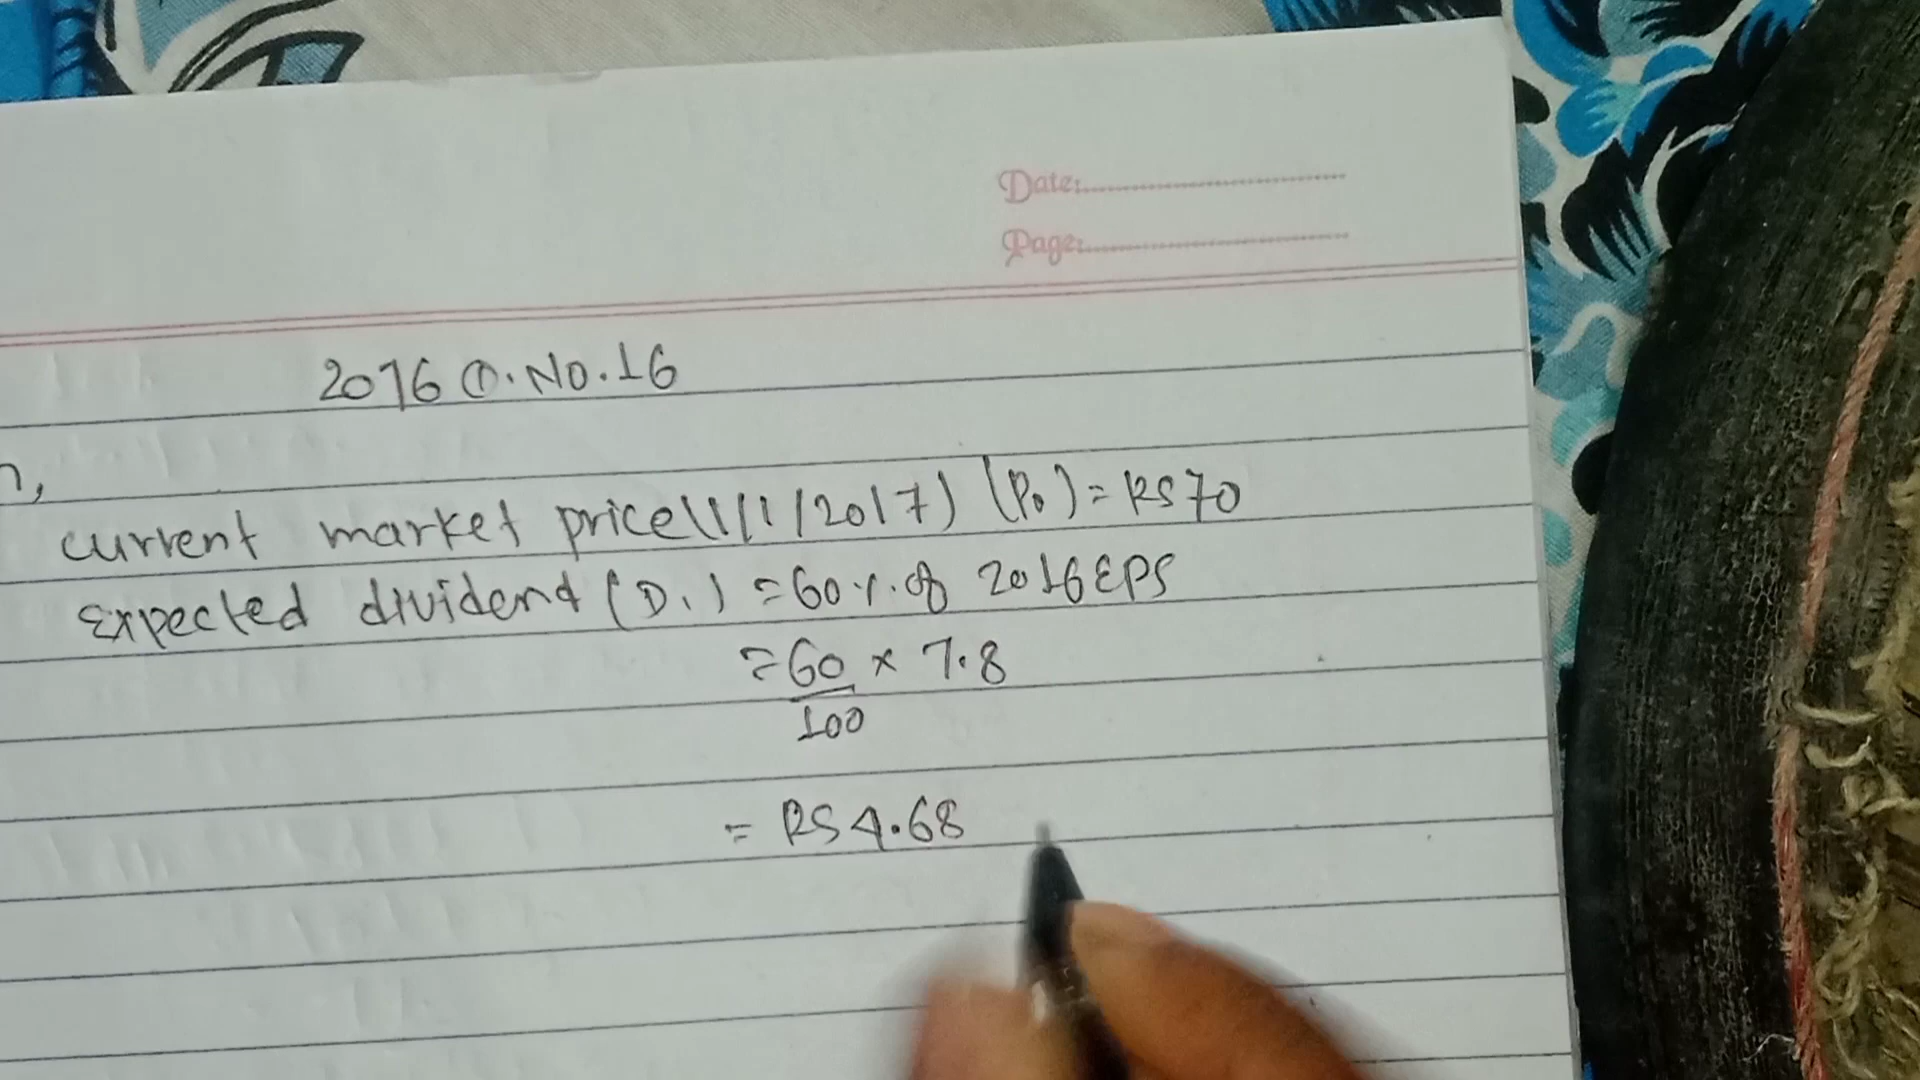 Date:
Page:
2076 Q.No.16
n,
current market price(1/1/2017) (P₀) = RS 70
Expected dividend (D₁) = 60% of 2016 EPS
= 60 × 7.8
100
= RS 4.68